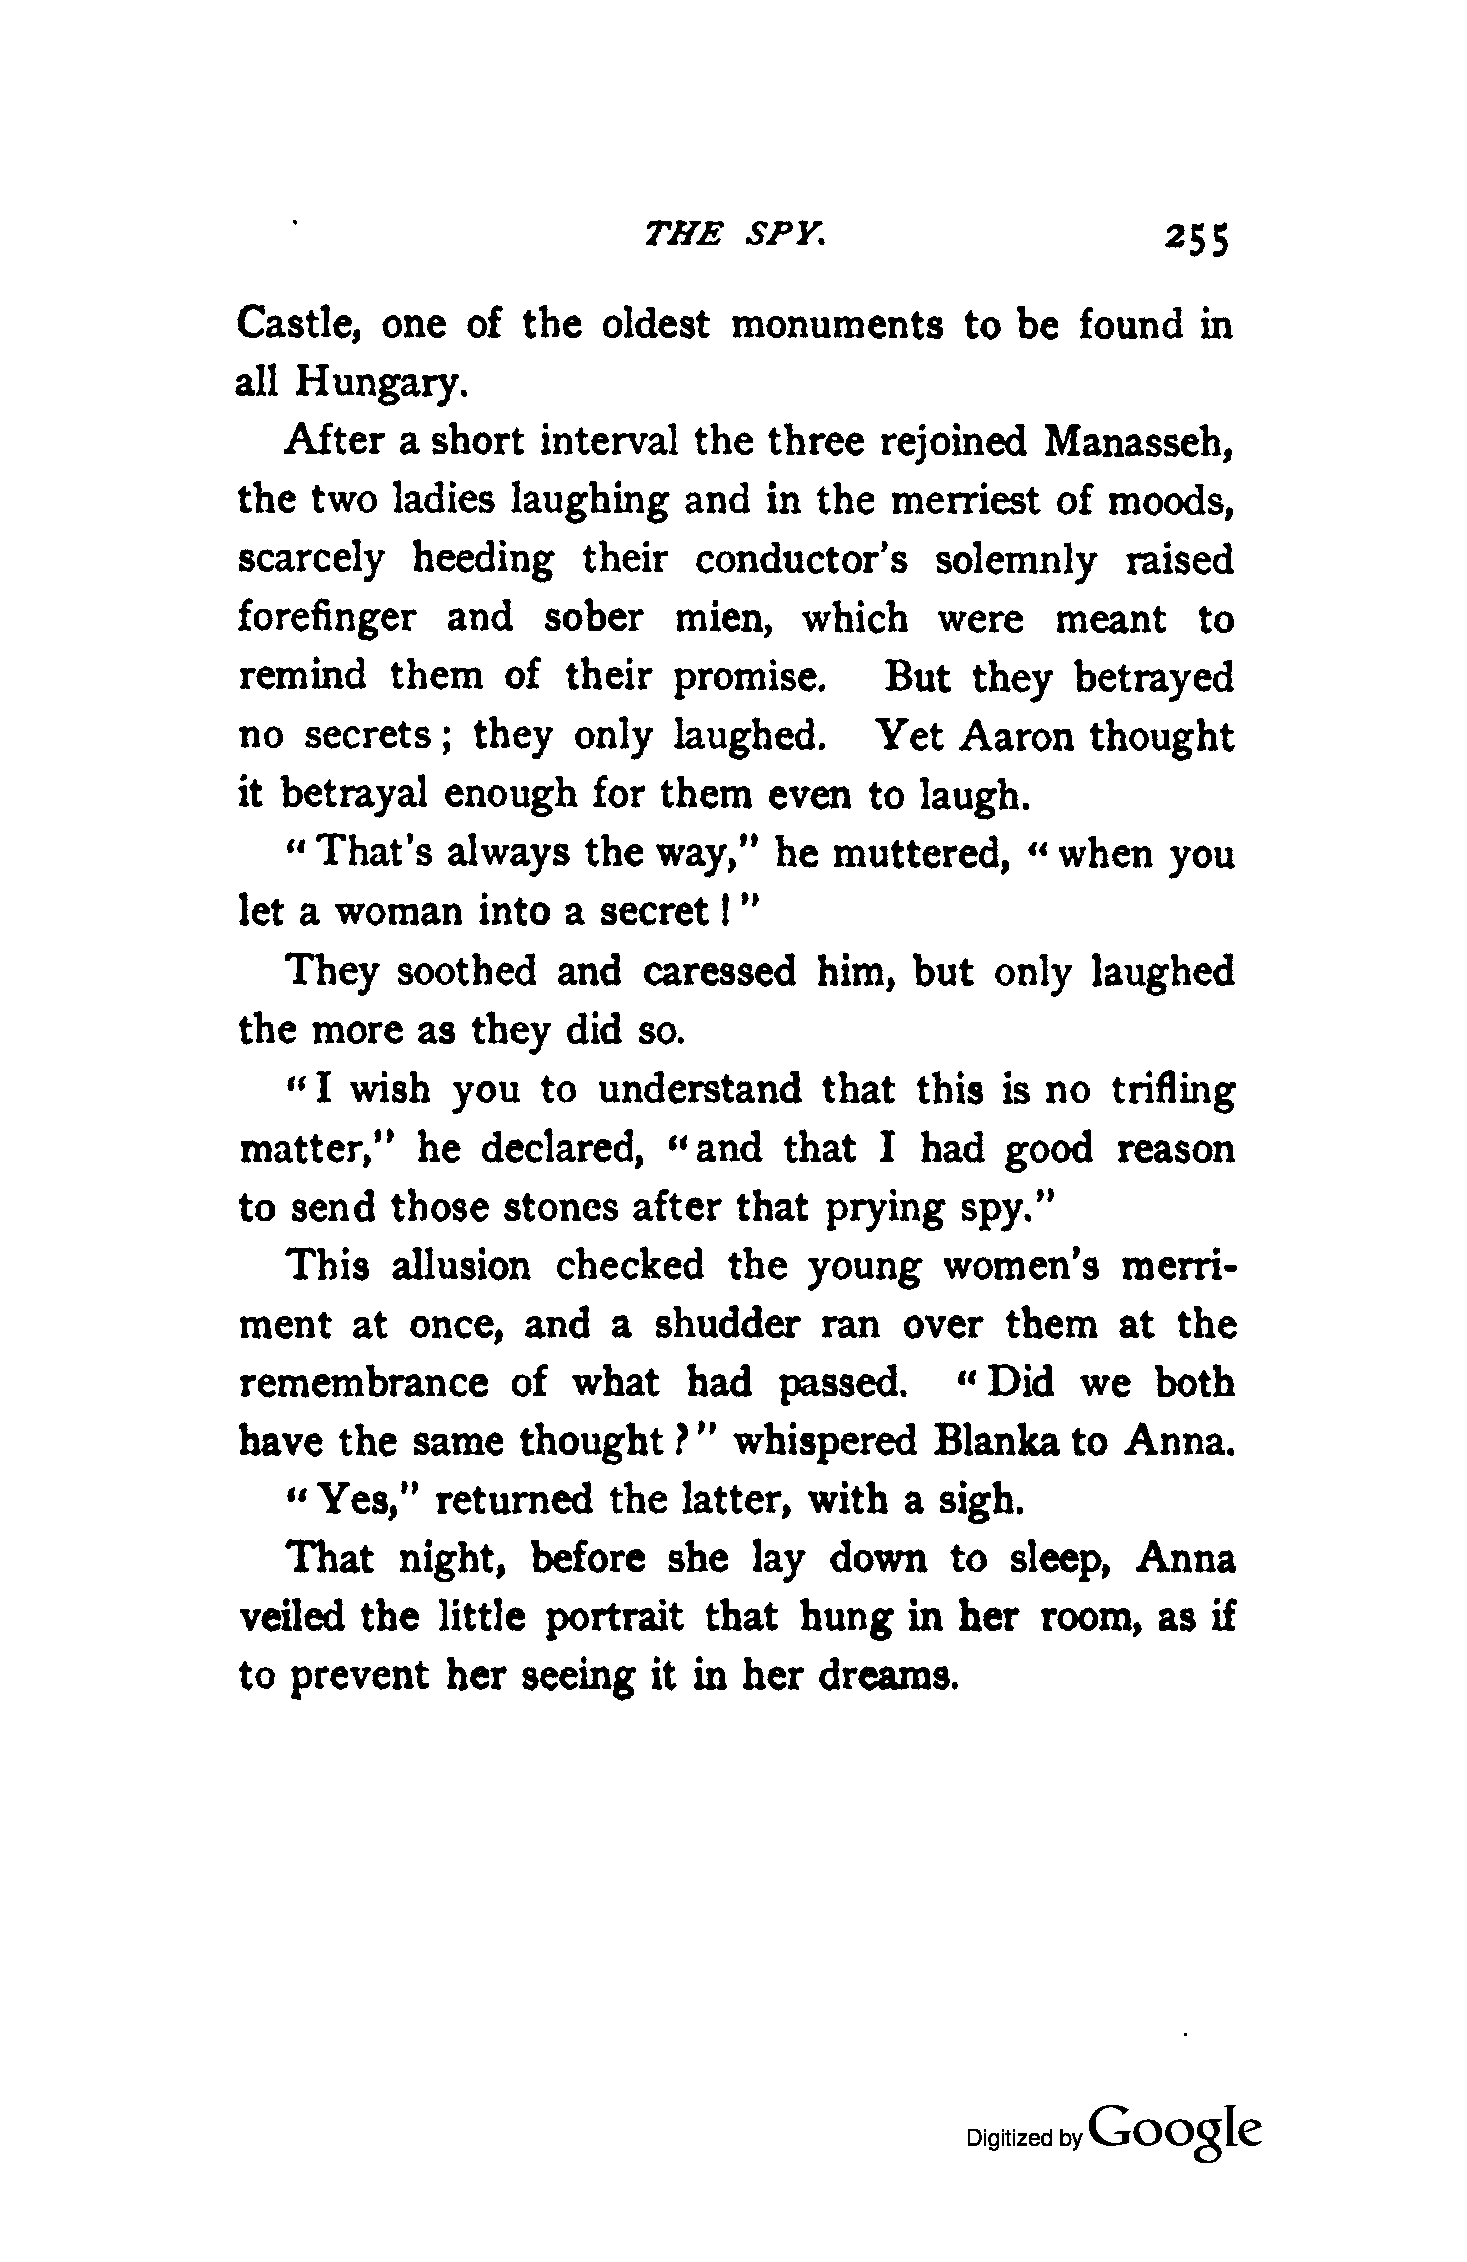 THE SPY. 255
Castle, one of the oldest monuments to be found in
all Hungary.
After a short interval the three rejoined Manasseh,
the two ladies laughing and in the merriest of moods,
scarcely heeding their conductor's solemnly raised
forefinger and sober mien, which were meant to
remind them of their promise. But they betrayed
no secrets; they only laughed. Yet Aaron thought
it betrayal enough for them even to laugh.
"That's always the way," he muttered, "when you
let a woman into a secret!"
They soothed and caressed him, but only laughed
the more as they did so.
"I wish you to understand that this is no trifling
matter," he declared, "and that I had good reason
to send those stones after that prying spy."
This allusion checked the young women's merri-
ment at once, and a shudder ran over them at the
remembrance of what had passed. "Did we both
have the same thought?" whispered Blanka to Anna.
"Yes," returned the latter, with a sigh.
That night, before she lay down to sleep, Anna
veiled the little portrait that hung in her room, as if
to prevent her seeing it in her dreams.
Digitized by Google